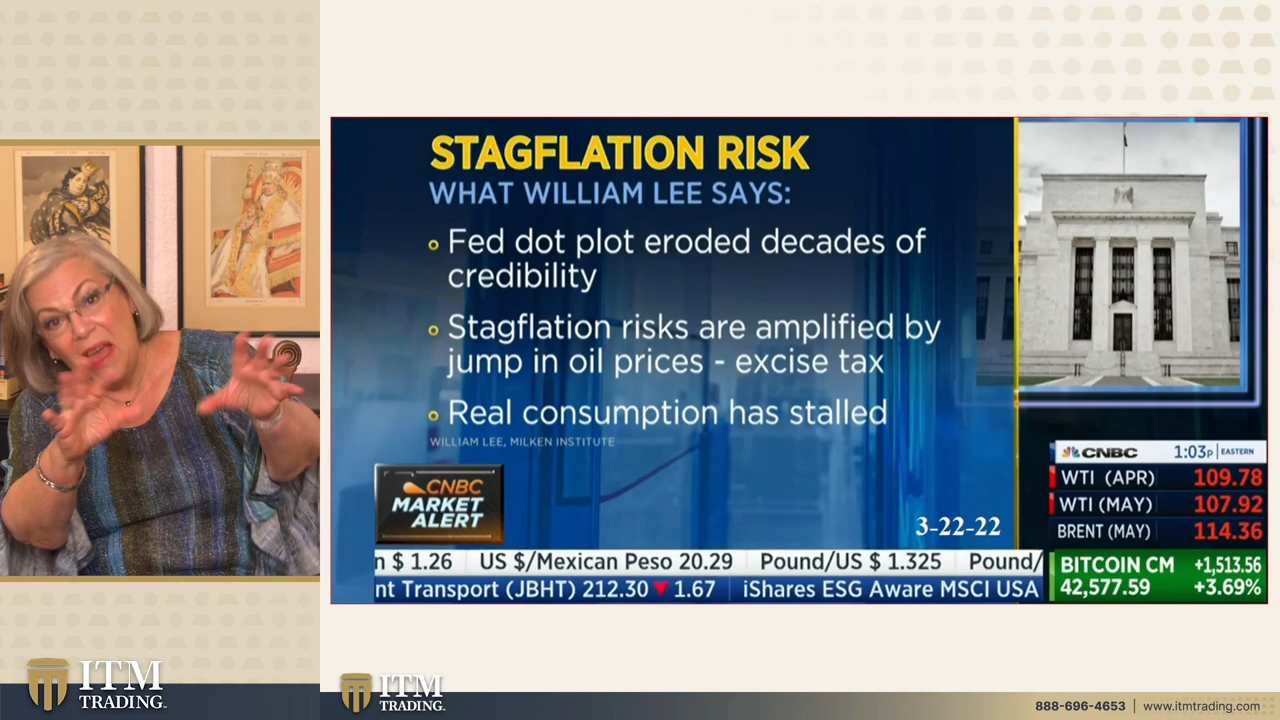 STAGFLATION RISK
WHAT WILLIAM LEE SAYS:
Fed dot plot eroded decades of
credibility
Stagflation risks are amplified by
jump in oil prices - excise tax
Real consumption has stalled
WILLIAM LEE, MILKEN INSTITUTE
CNBC
MARKET
ALERT
3-22-22
CNBC 1:03P EASTERN
WTI (APR) 109.78
WTI (MAY) 107.92
BRENT (MAY) 114.36
BITCOIN CM +1,513.56
42,577.59 +3.69%
n $ 1.26 US $/Mexican Peso 20.29 Pound/US $ 1.325 Pound/
nt Transport (JBHT) 212.30 ▼ 1.67 iShares ESG Aware MSCI USA
ITM
TRADING
ITM
TRADING
888-696-4653 | www.itmtrading.com